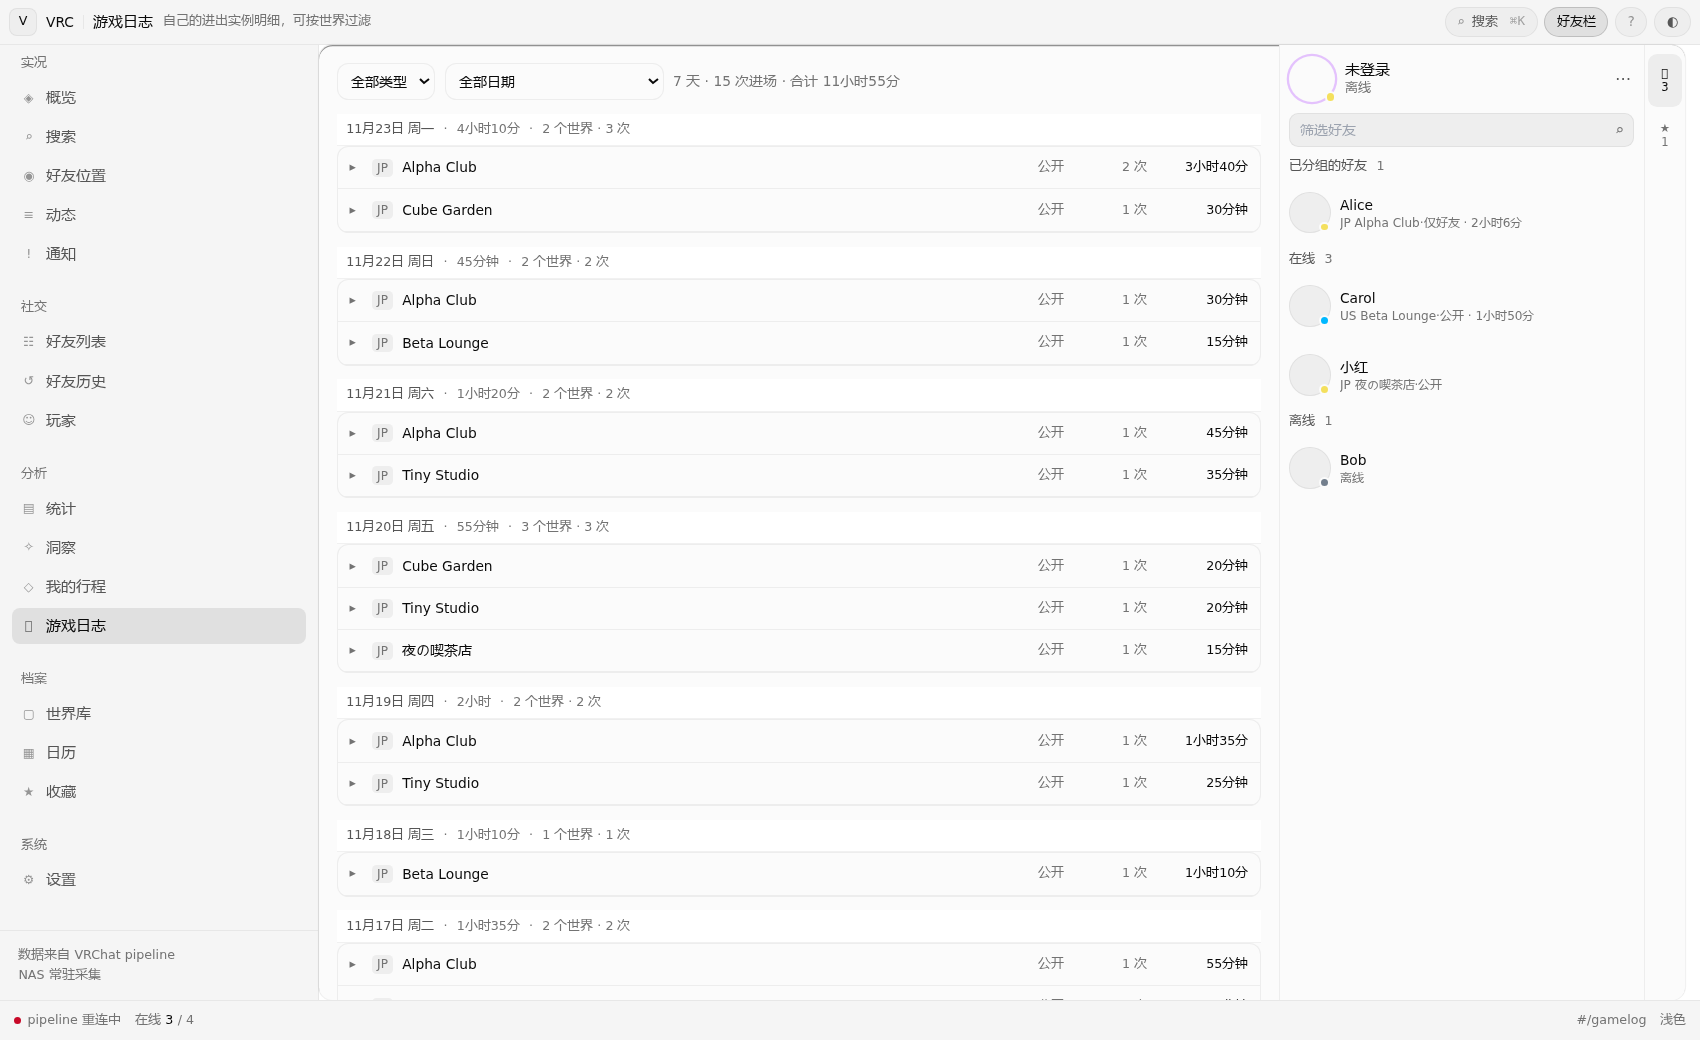 V VRC 游戏日志 自己的进出实例明细，可按世界过滤
搜索 ⌘K 好友栏 ?
实况
概览
搜索
好友位置
动态
通知
社交
好友列表
好友历史
玩家
分析
统计
洞察
我的行程
游戏日志
档案
世界库
日历
收藏
系统
设置
数据来自 VRChat pipeline
NAS 常驻采集
全部类型 全部日期 7 天 · 15 次进场 · 合计 11小时55分
11月23日 周一 · 4小时10分 · 2 个世界 · 3 次
JP Alpha Club 公开 2 次 3小时40分
JP Cube Garden 公开 1 次 30分钟
11月22日 周日 · 45分钟 · 2 个世界 · 2 次
JP Alpha Club 公开 1 次 30分钟
JP Beta Lounge 公开 1 次 15分钟
11月21日 周六 · 1小时20分 · 2 个世界 · 2 次
JP Alpha Club 公开 1 次 45分钟
JP Tiny Studio 公开 1 次 35分钟
11月20日 周五 · 55分钟 · 3 个世界 · 3 次
JP Cube Garden 公开 1 次 20分钟
JP Tiny Studio 公开 1 次 20分钟
JP 夜の喫茶店 公开 1 次 15分钟
11月19日 周四 · 2小时 · 2 个世界 · 2 次
JP Alpha Club 公开 1 次 1小时35分
JP Tiny Studio 公开 1 次 25分钟
11月18日 周三 · 1小时10分 · 1 个世界 · 1 次
JP Beta Lounge 公开 1 次 1小时10分
11月17日 周二 · 1小时35分 · 2 个世界 · 2 次
JP Alpha Club 公开 1 次 55分钟
未登录
离线
...
筛选好友
已分组的好友 1
Alice
JP Alpha Club·仅好友 · 2小时6分
在线 3
Carol
US Beta Lounge·公开 · 1小时50分
小红
JP 夜の喫茶店·公开
离线 1
Bob
离线
3
★
1
pipeline 重连中 在线 3 / 4
#/gamelog 浅色